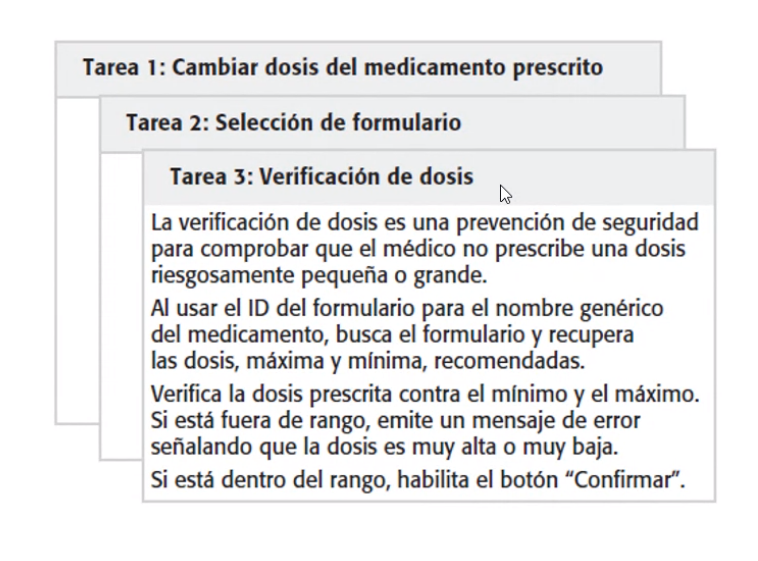 Tarea 1: Cambiar dosis del medicamento prescrito
Tarea 2: Selección de formulario
Tarea 3: Verificación de dosis
La verificación de dosis es una prevención de seguridad
para comprobar que el médico no prescribe una dosis
riesgosamente pequeña o grande.
Al usar el ID del formulario para el nombre genérico
del medicamento, busca el formulario y recupera
las dosis, máxima y mínima, recomendadas.
Verifica la dosis prescrita contra el mínimo y el máximo.
Si está fuera de rango, emite un mensaje de error
señalando que la dosis es muy alta o muy baja.
Si está dentro del rango, habilita el botón “Confirmar”.